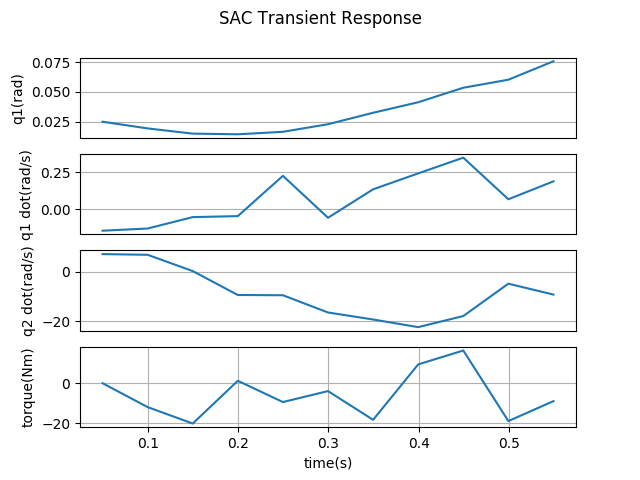 SAC Transient Response
q1(rad)
0.075
0.050
0.025
q1 dot(rad/s)
0.25
0.00
q2 dot(rad/s)
0
−20
torque(Nm)
0
−20
0.1 0.2 0.3 0.4 0.5
time(s)